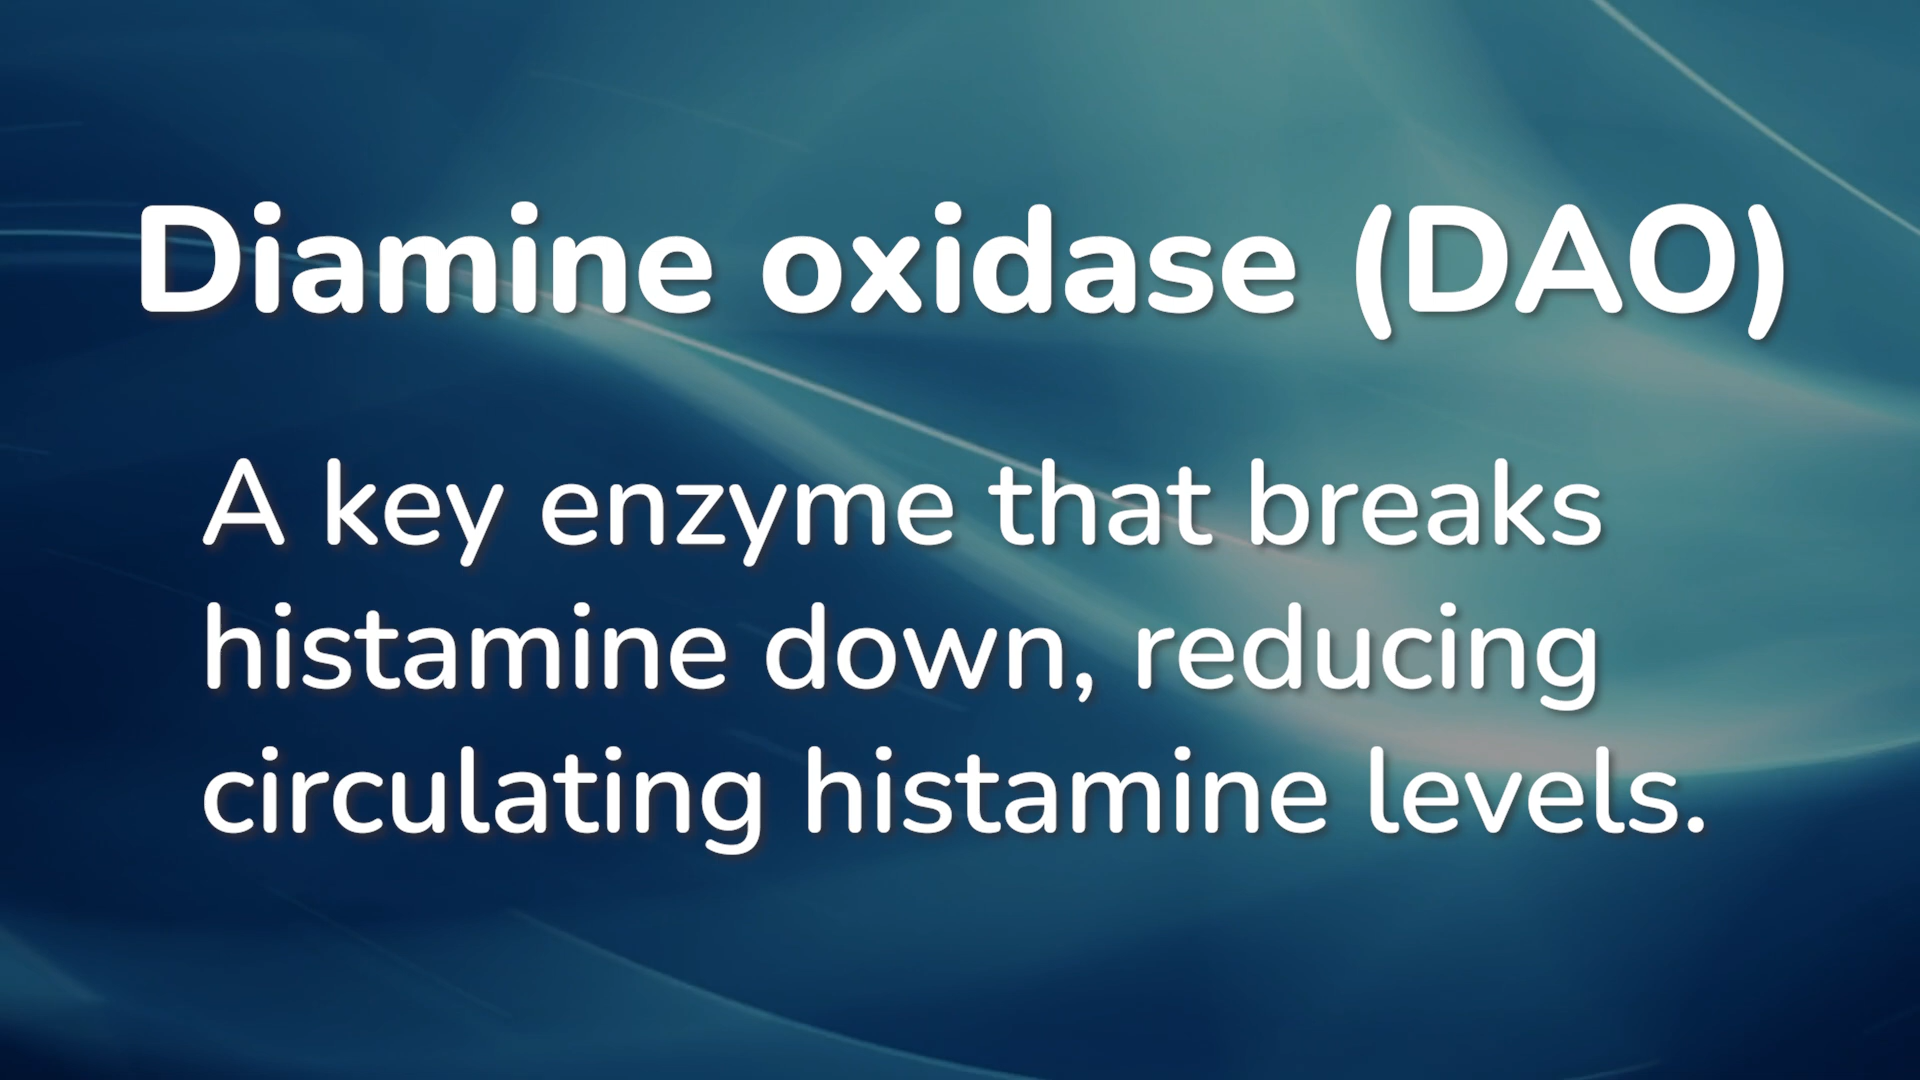 Diamine oxidase (DAO)
A key enzyme that breaks
histamine down, reducing
circulating histamine levels.